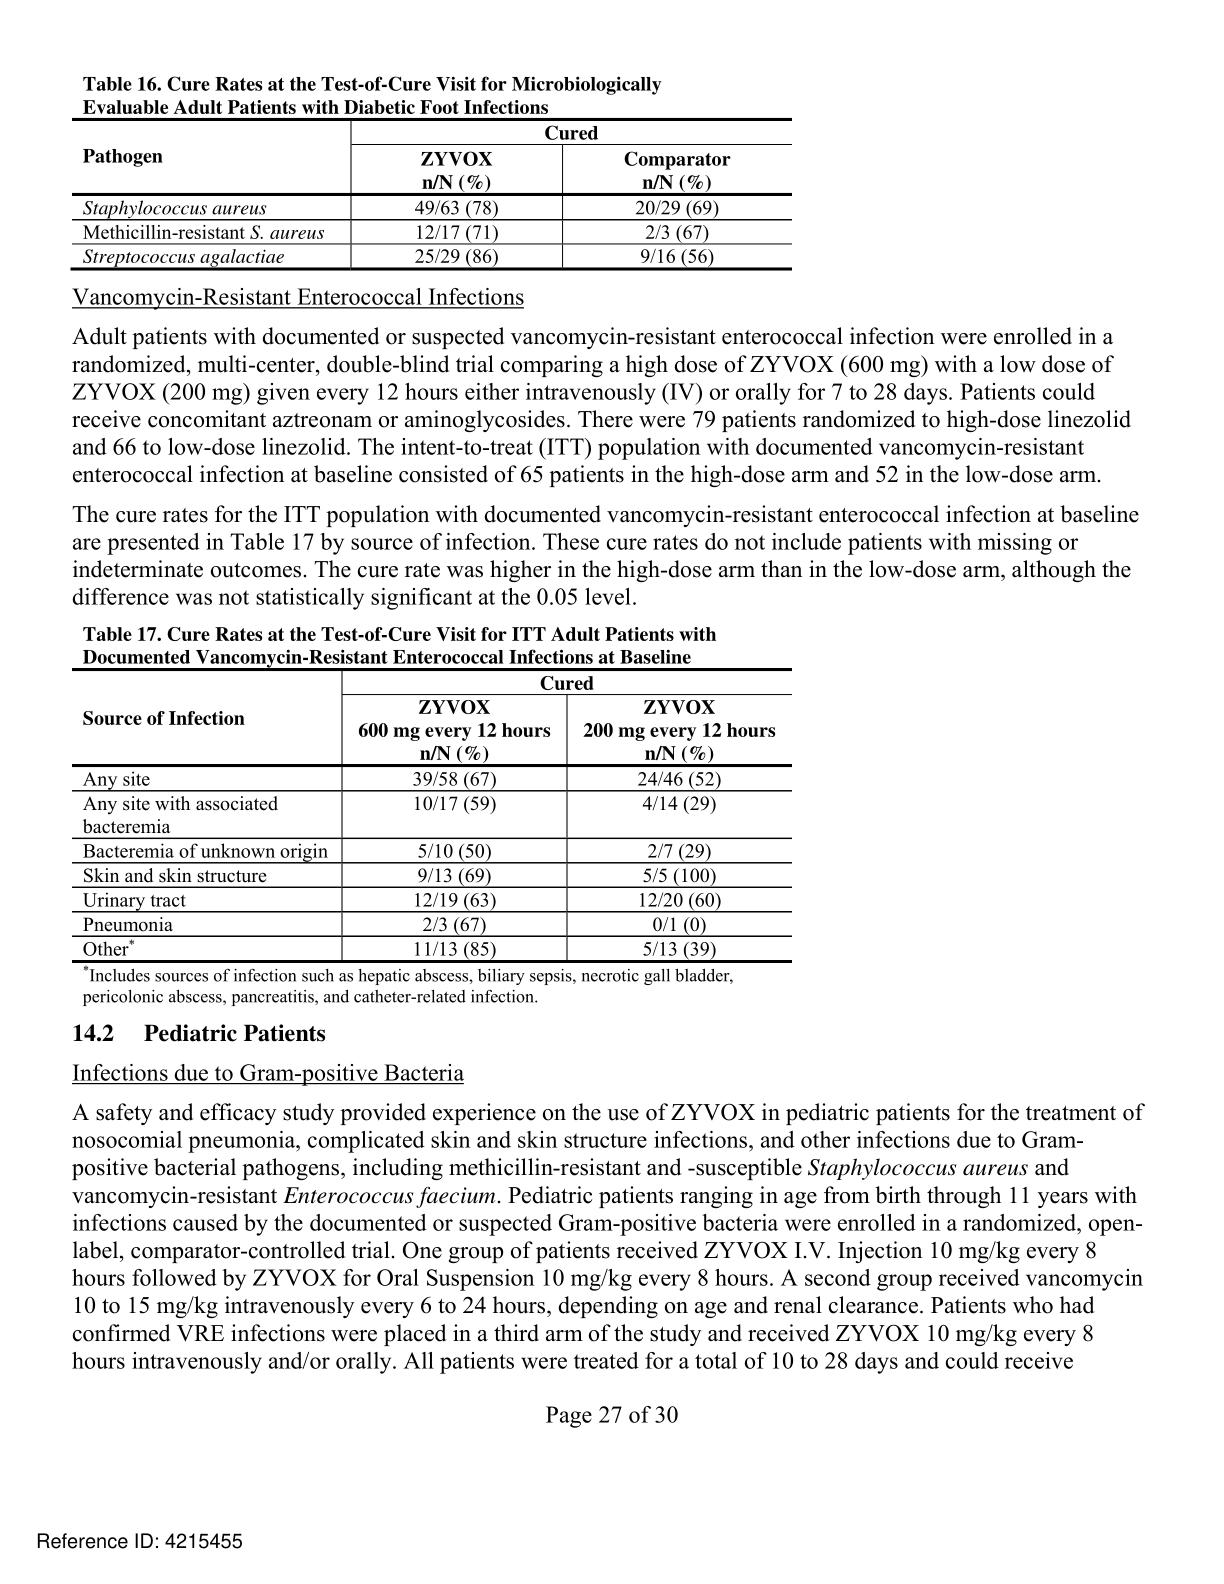 Table 16. Cure Rates at the Test-of-Cure Visit for Microbiologically
Evaluable Adult Patients with Diabetic Foot Infections
Cured
Pathogen
ZYVOX
n/N (%)
Comparator
n/N (%)
Staphylococcus aureus 49/63 (78) 20/29 (69)
Methicillin-resistant S. aureus 12/17 (71) 2/3 (67)
Streptococcus agalactiae 25/29 (86) 9/16 (56)
Vancomycin-Resistant Enterococcal Infections
Adult patients with documented or suspected vancomycin-resistant enterococcal infection were enrolled in a
randomized, multi-center, double-blind trial comparing a high dose of ZYVOX (600 mg) with a low dose of
ZYVOX (200 mg) given every 12 hours either intravenously (IV) or orally for 7 to 28 days. Patients could
receive concomitant aztreonam or aminoglycosides. There were 79 patients randomized to high-dose linezolid
and 66 to low-dose linezolid. The intent-to-treat (ITT) population with documented vancomycin-resistant
enterococcal infection at baseline consisted of 65 patients in the high-dose arm and 52 in the low-dose arm.
The cure rates for the ITT population with documented vancomycin-resistant enterococcal infection at baseline
are presented in Table 17 by source of infection. These cure rates do not include patients with missing or
indeterminate outcomes. The cure rate was higher in the high-dose arm than in the low-dose arm, although the
difference was not statistically significant at the 0.05 level.
Table 17. Cure Rates at the Test-of-Cure Visit for ITT Adult Patients with
Documented Vancomycin-Resistant Enterococcal Infections at Baseline
Cured
Source of Infection
ZYVOX
600 mg every 12 hours
n/N (%)
ZYVOX
200 mg every 12 hours
n/N (%)
Any site 39/58 (67) 24/46 (52)
Any site with associated 10/17 (59) 4/14 (29)
bacteremia
Bacteremia of unknown origin 5/10 (50) 2/7 (29)
Skin and skin structure 9/13 (69) 5/5 (100)
Urinary tract 12/19 (63) 12/20 (60)
Pneumonia 2/3 (67) 0/1 (0)
Other* 11/13 (85) 5/13 (39)
*Includes sources of infection such as hepatic abscess, biliary sepsis, necrotic gall bladder,
pericolonic abscess, pancreatitis, and catheter-related infection.
14.2 Pediatric Patients
Infections due to Gram-positive Bacteria
A safety and efficacy study provided experience on the use of ZYVOX in pediatric patients for the treatment of
nosocomial pneumonia, complicated skin and skin structure infections, and other infections due to Gram-
positive bacterial pathogens, including methicillin-resistant and -susceptible Staphylococcus aureus and
vancomycin-resistant Enterococcus faecium. Pediatric patients ranging in age from birth through 11 years with
infections caused by the documented or suspected Gram-positive bacteria were enrolled in a randomized, open-
label, comparator-controlled trial. One group of patients received ZYVOX I.V. Injection 10 mg/kg every 8
hours followed by ZYVOX for Oral Suspension 10 mg/kg every 8 hours. A second group received vancomycin
10 to 15 mg/kg intravenously every 6 to 24 hours, depending on age and renal clearance. Patients who had
confirmed VRE infections were placed in a third arm of the study and received ZYVOX 10 mg/kg every 8
hours intravenously and/or orally. All patients were treated for a total of 10 to 28 days and could receive
Page 27 of 30
Reference ID: 4215455